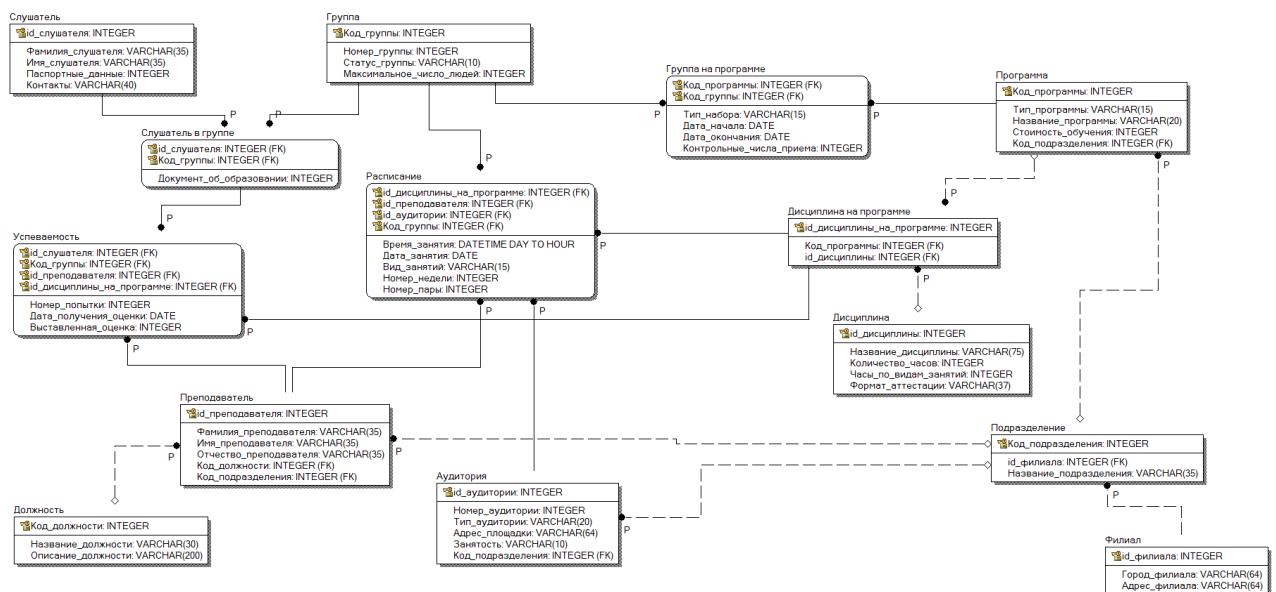 Слушатель
id_слушателя: INTEGER
Фамилия_слушателя: VARCHAR(35)
Имя_слушателя: VARCHAR(35)
Паспортные_данные: INTEGER
Контакты: VARCHAR(40)
Группа
Код_группы: INTEGER
Номер_группы: INTEGER
Статус_группы: VARCHAR(10)
Максимальное_число_людей: INTEGER
Группа на программе
Код_программы: INTEGER (FK)
Код_группы: INTEGER (FK)
Тип_набора: VARCHAR(15)
Дата_начала: DATE
Дата_окончания: DATE
Контрольные_числа_приема: INTEGER
Программа
Код_программы: INTEGER
Тип_программы: VARCHAR(15)
Название_программы: VARCHAR(20)
Стоимость_обучения: INTEGER
Код_подразделения: INTEGER (FK)
P
P
P
P
P
P
Слушатель в группе
id_слушателя: INTEGER (FK)
Код_группы: INTEGER (FK)
Документ_об_образовании: INTEGER
P
Расписание
id_дисциплины_на_программе: INTEGER (FK)
id_преподавателя: INTEGER (FK)
id_аудитории: INTEGER (FK)
Код_группы: INTEGER (FK)
Время_занятия: DATETIME DAY TO HOUR
Дата_занятия: DATE
Вид_занятий: VARCHAR(15)
Номер_недели: INTEGER
Номер_пары: INTEGER
P
P
P
P
Дисциплина на программе
id_дисциплины_на_программе: INTEGER
Код_программы: INTEGER (FK)
id_дисциплины: INTEGER (FK)
P
Успеваемость
id_слушателя: INTEGER (FK)
Код_группы: INTEGER (FK)
id_преподавателя: INTEGER (FK)
id_дисциплины_на_программе: INTEGER (FK)
Номер_попытки: INTEGER
Дата_получения_оценки: DATE
Выставленная_оценка: INTEGER
P
P
Дисциплина
id_дисциплины: INTEGER
Название_дисциплины: VARCHAR(75)
Количество_часов: INTEGER
Часы_по_видам_занятий: INTEGER
Формат_аттестации: VARCHAR(37)
Преподаватель
id_преподавателя: INTEGER
Фамилия_преподавателя: VARCHAR(35)
Имя_преподавателя: VARCHAR(35)
Отчество_преподавателя: VARCHAR(35)
Код_должности: INTEGER (FK)
Код_подразделения: INTEGER (FK)
P
P
Подразделение
Код_подразделения: INTEGER
id_филиала: INTEGER (FK)
Название_подразделения: VARCHAR(35)
P
Аудитория
id_аудитории: INTEGER
Номер_аудитории: INTEGER
Тип_аудитории: VARCHAR(20)
Адрес_площадки: VARCHAR(64)
Занятость: VARCHAR(10)
Код_подразделения: INTEGER (FK)
P
Должность
Код_должности: INTEGER
Название_должности: VARCHAR(30)
Описание_должности: VARCHAR(200)
Филиал
id_филиала: INTEGER
Город_филиала: VARCHAR(64)
Адрес_филиала: VARCHAR(64)